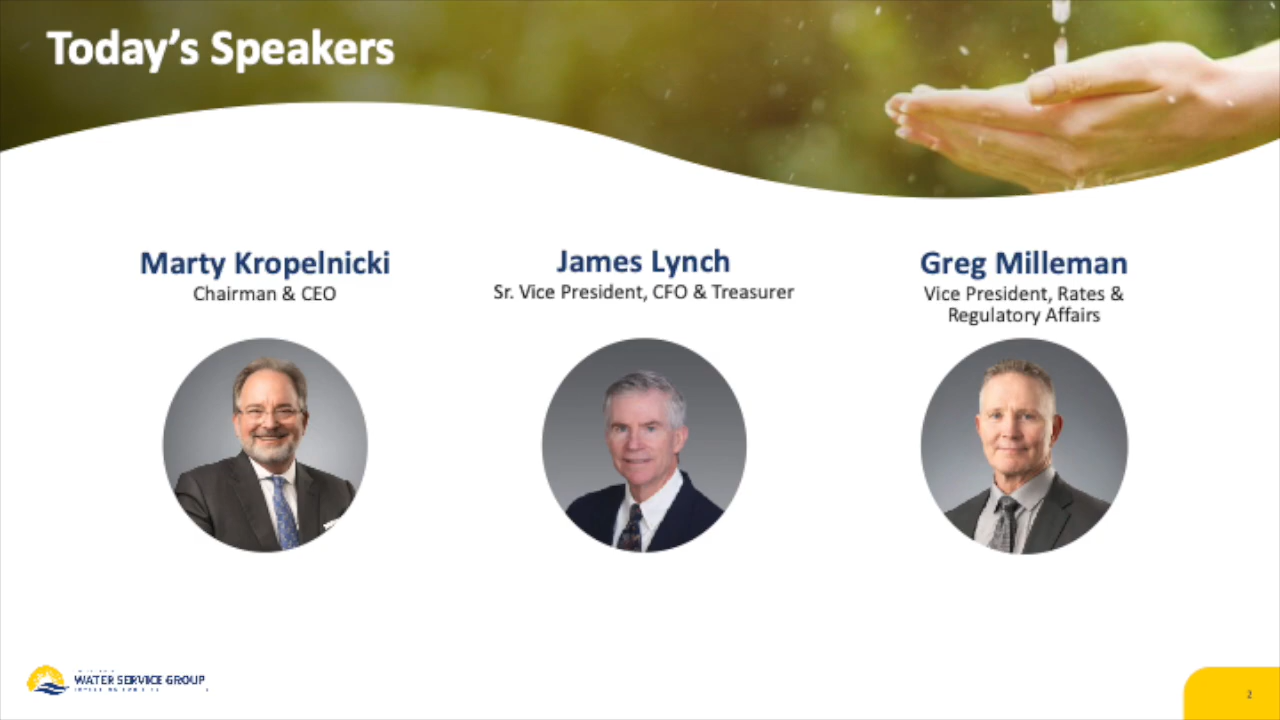 Today's Speakers
Marty Kropelnicki
Chairman & CEO
James Lynch
Sr. Vice President, CFO & Treasurer
Greg Milleman
Vice President, Rates &
Regulatory Affairs
WATER SERVICE GROUP
2